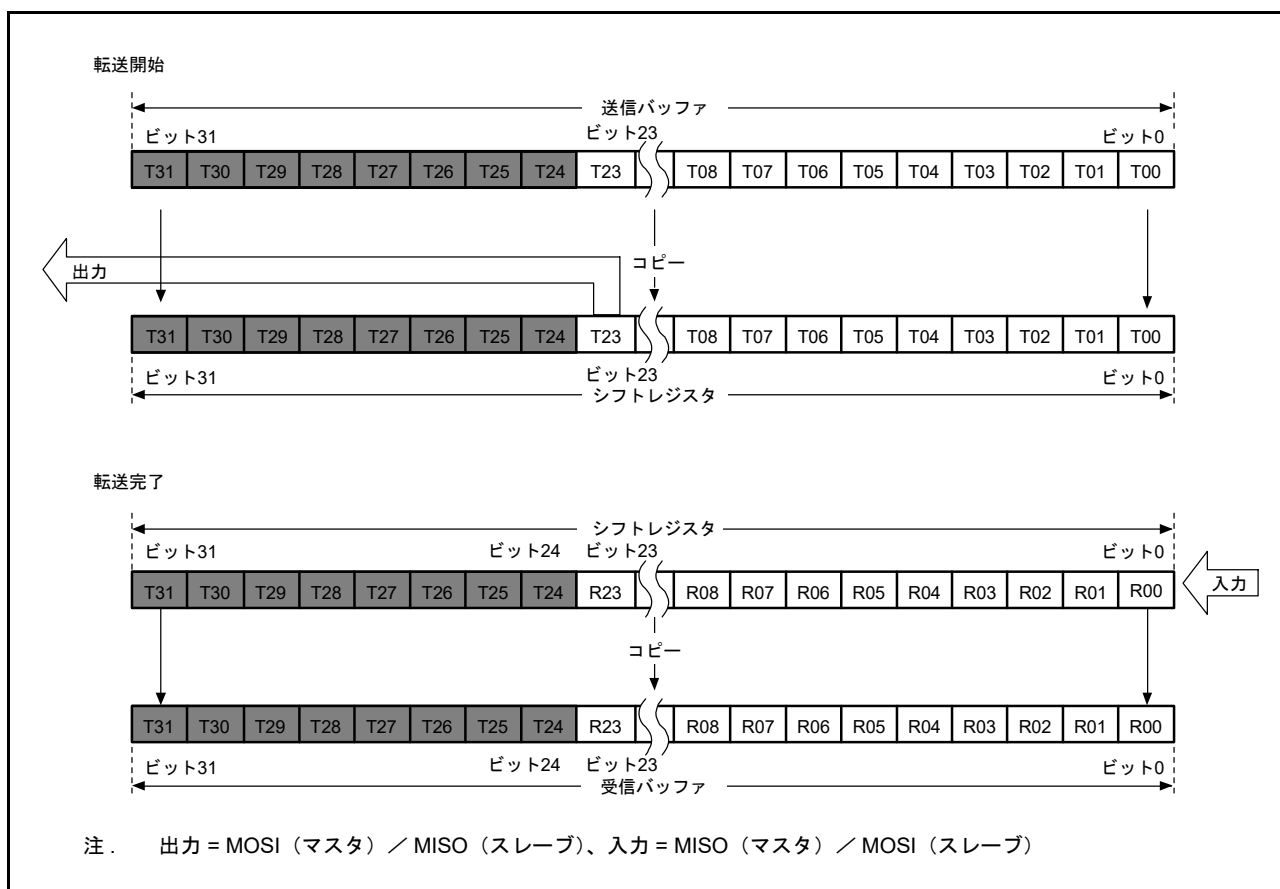 転送開始
送信バッファ
ビット31 ビット23 ビット0
T31 T30 T29 T28 T27 T26 T25 T24 T23 T08 T07 T06 T05 T04 T03 T02 T01 T00
コピー
出力
T31 T30 T29 T28 T27 T26 T25 T24 T23 T08 T07 T06 T05 T04 T03 T02 T01 T00
ビット31 ビット23 ビット0
シフトレジスタ
転送完了
シフトレジスタ
ビット31 ビット24 ビット23 ビット0
T31 T30 T29 T28 T27 T26 T25 T24 R23 R08 R07 R06 R05 R04 R03 R02 R01 R00 入力
コピー
T31 T30 T29 T28 T27 T26 T25 T24 R23 R08 R07 R06 R05 R04 R03 R02 R01 R00
ビット31 ビット24 ビット23 ビット0
受信バッファ
注． 出力 = MOSI（マスタ）／ MISO（スレーブ）、入力 = MISO（マスタ）／ MOSI（スレーブ）